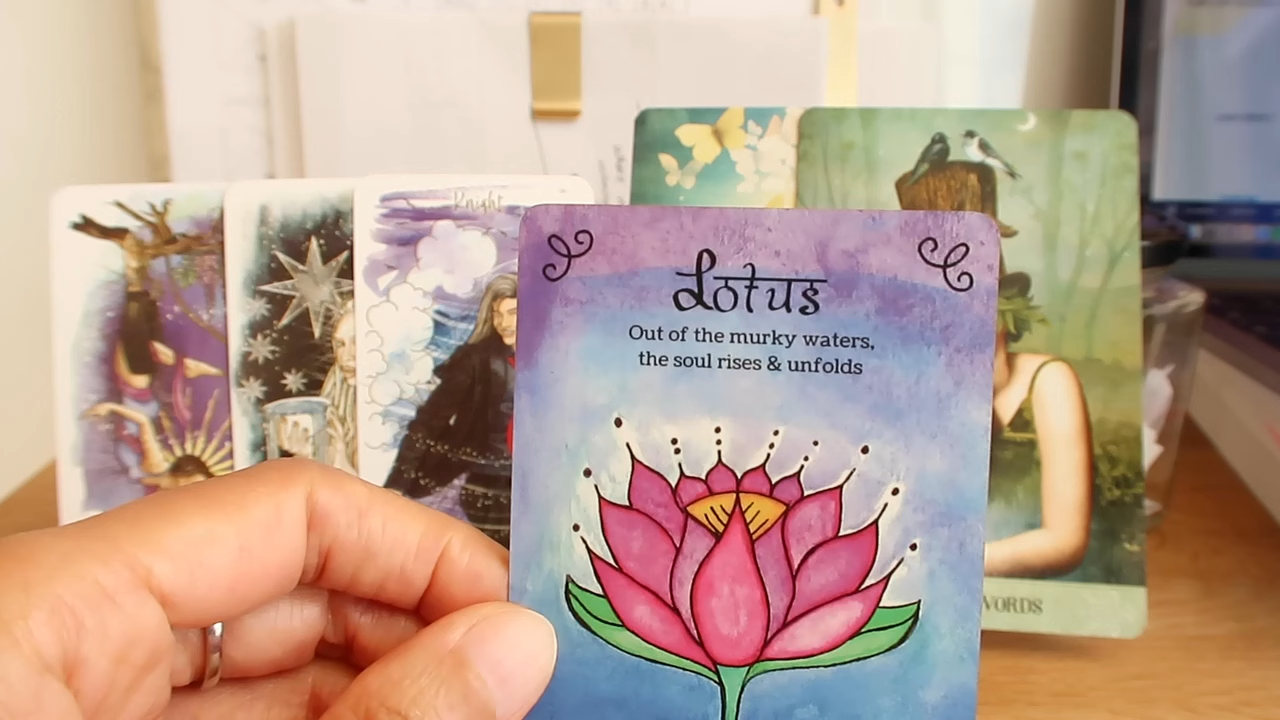 Knight
Lotus
Out of the murky waters,
the soul rises & unfolds
WORDS